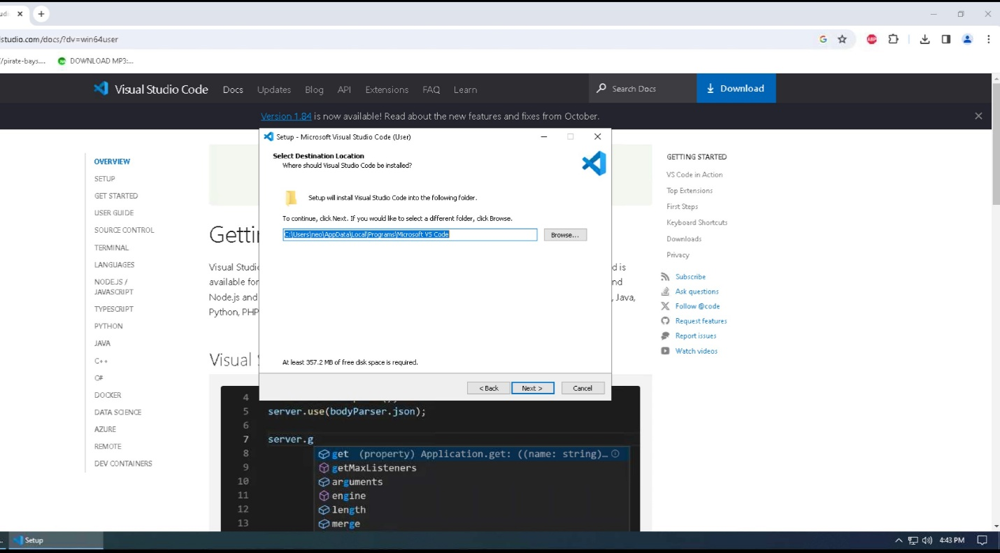 lstudio.com/docs/?dv=win64user
/pirate-bays....
DOWNLOAD MP3:...
Visual Studio Code
Docs
Updates
Blog
API
Extensions
FAQ
Learn
Search Docs
Download
Version 1.84 is now available! Read about the new features and fixes from October.
OVERVIEW
SETUP
GET STARTED
USER GUIDE
SOURCE CONTROL
TERMINAL
LANGUAGES
NODE.JS /
JAVASCRIPT
TYPESCRIPT
PYTHON
JAVA
C++
C#
DOCKER
DATA SCIENCE
AZURE
REMOTE
DEV CONTAINERS
Getti
Visual Studi
d is
available for
nd
Node.js and
, Java,
Python, PHP
Visual
Setup - Microsoft Visual Studio Code (User)
Select Destination Location
Where should Visual Studio Code be installed?
Setup will install Visual Studio Code into the following folder.
To continue, click Next. If you would like to select a different folder, click Browse.
C:\Users\neo\AppData\Local\Programs\Microsoft VS Code
Browse...
At least 357.2 MB of free disk space is required.
< Back
Next >
Cancel
4
5 server.use(bodyParser.json);
6
7 server.g
8 get (property) Application.get: ((name: string)...
9 getMaxListeners
10 arguments
11 engine
12 length
13 merge
GETTING STARTED
VS Code in Action
Top Extensions
First Steps
Keyboard Shortcuts
Downloads
Privacy
Subscribe
Ask questions
Follow @code
Request features
Report issues
Watch videos
Setup
4:43 PM